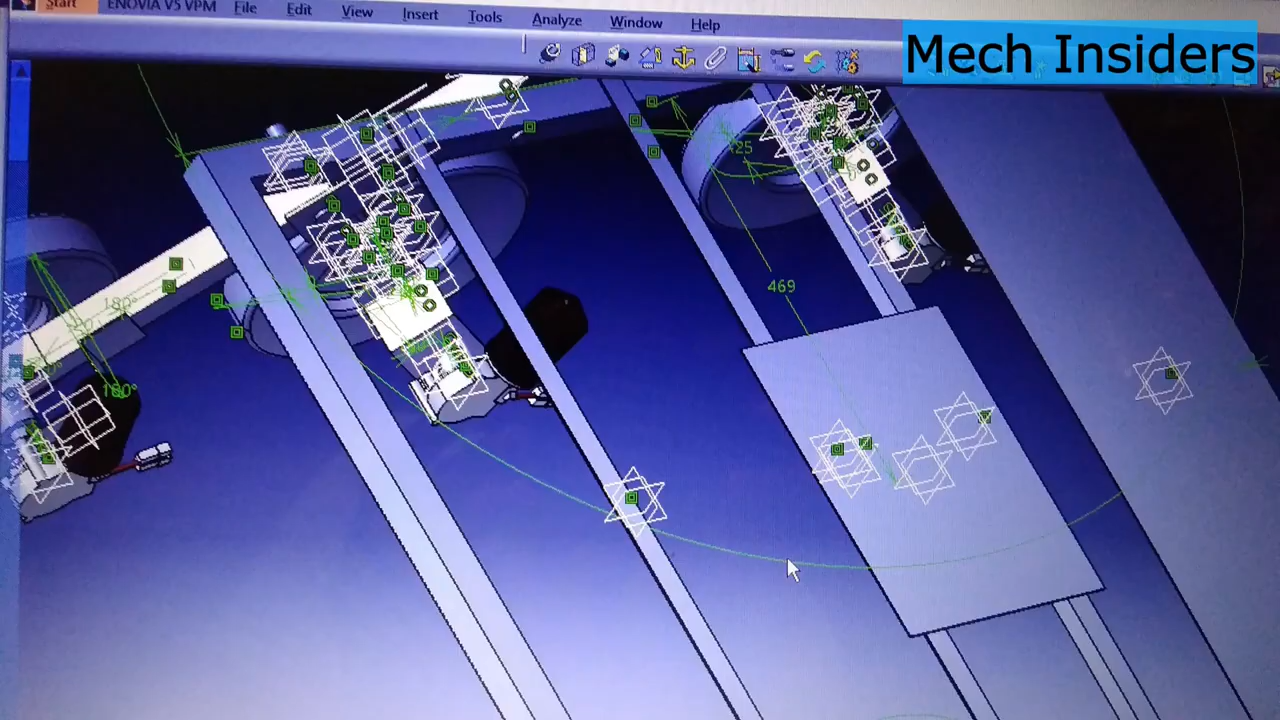 Start
ENOVIA V5 VPM
File
Edit
View
Insert
Tools
Analyze
Window
Help
Mech Insiders
25
469
180°
180°